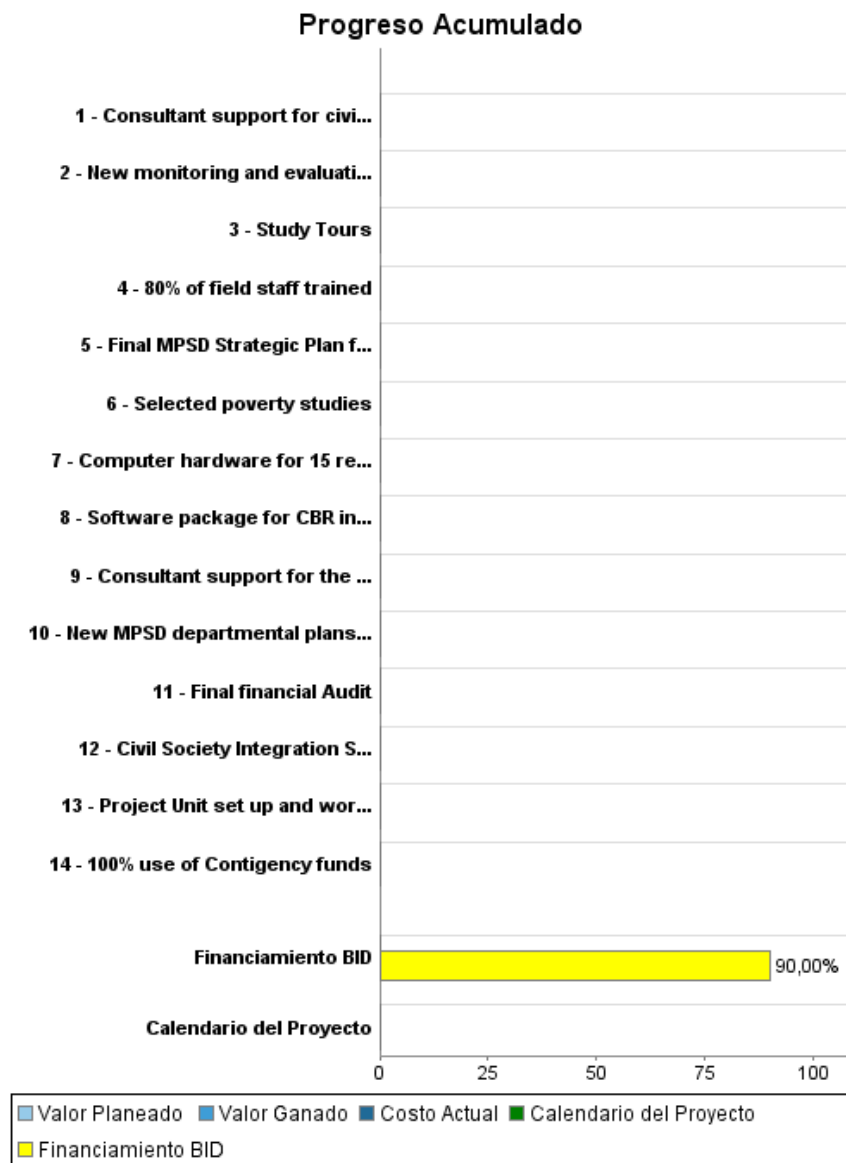 Progreso Acumulado
1 - Consultant support for civi...
2 - New monitoring and evaluati...
3 - Study Tours
4 - 80% of field staff trained
5 - Final MPSD Strategic Plan f...
6 - Selected poverty studies
7 - Computer hardware for 15 re...
8 - Software package for CBR in...
9 - Consultant support for the ...
10 - New MPSD departmental plans...
11 - Final financial Audit
12 - Civil Society Integration S...
13 - Project Unit set up and wor...
14 - 100% use of Contigency funds
Financiamiento BID 90,00%
Calendario del Proyecto
0 25 50 75 100
Valor Planeado Valor Ganado Costo Actual Calendario del Proyecto
Financiamiento BID